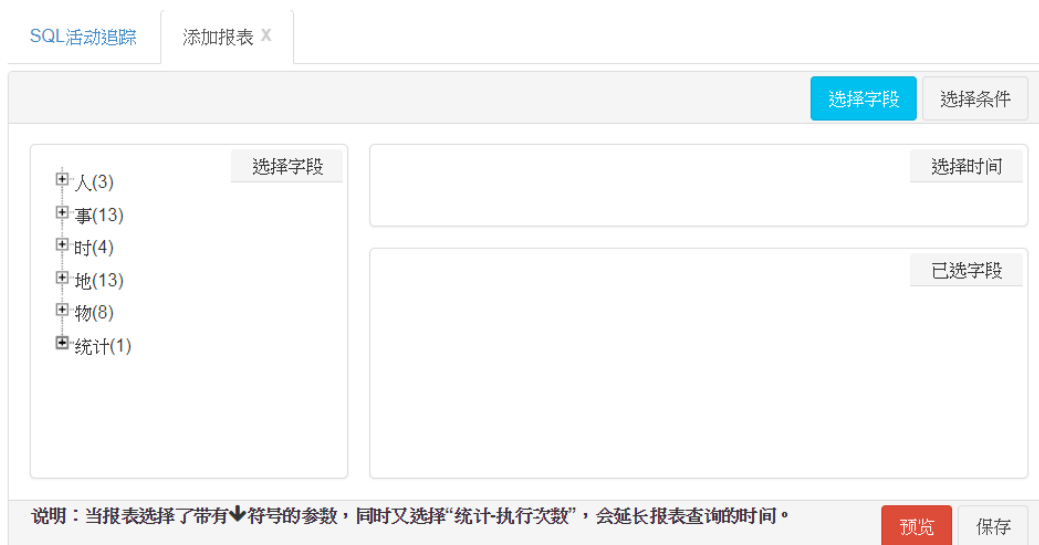 SQL活动追踪 添加报表 X
选择字段 选择条件
选择字段
人(3)
事(13)
时(4)
地(13)
物(8)
统计(1)
选择时间
已选字段
说明：当报表选择了带有🡻符号的参数，同时又选择“统计-执行次数”，会延长报表查询的时间。
预览 保存